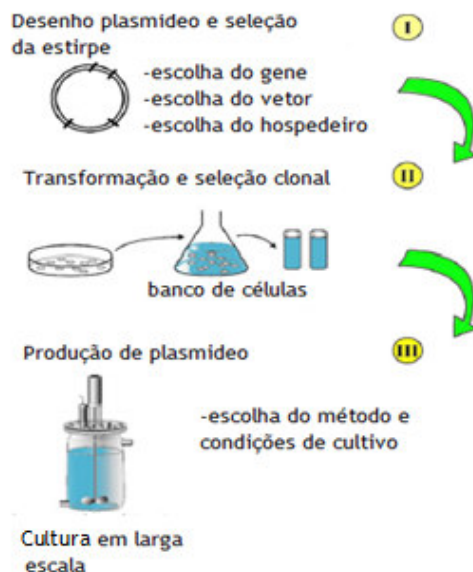 Desenho plasmídeo e seleção
da estirpe
I
-escolha do gene
-escolha do vetor
-escolha do hospedeiro
Transformação e seleção clonal
II
banco de células
Produção de plasmídeo
III
-escolha do método e
condições de cultivo
Cultura em larga
escala